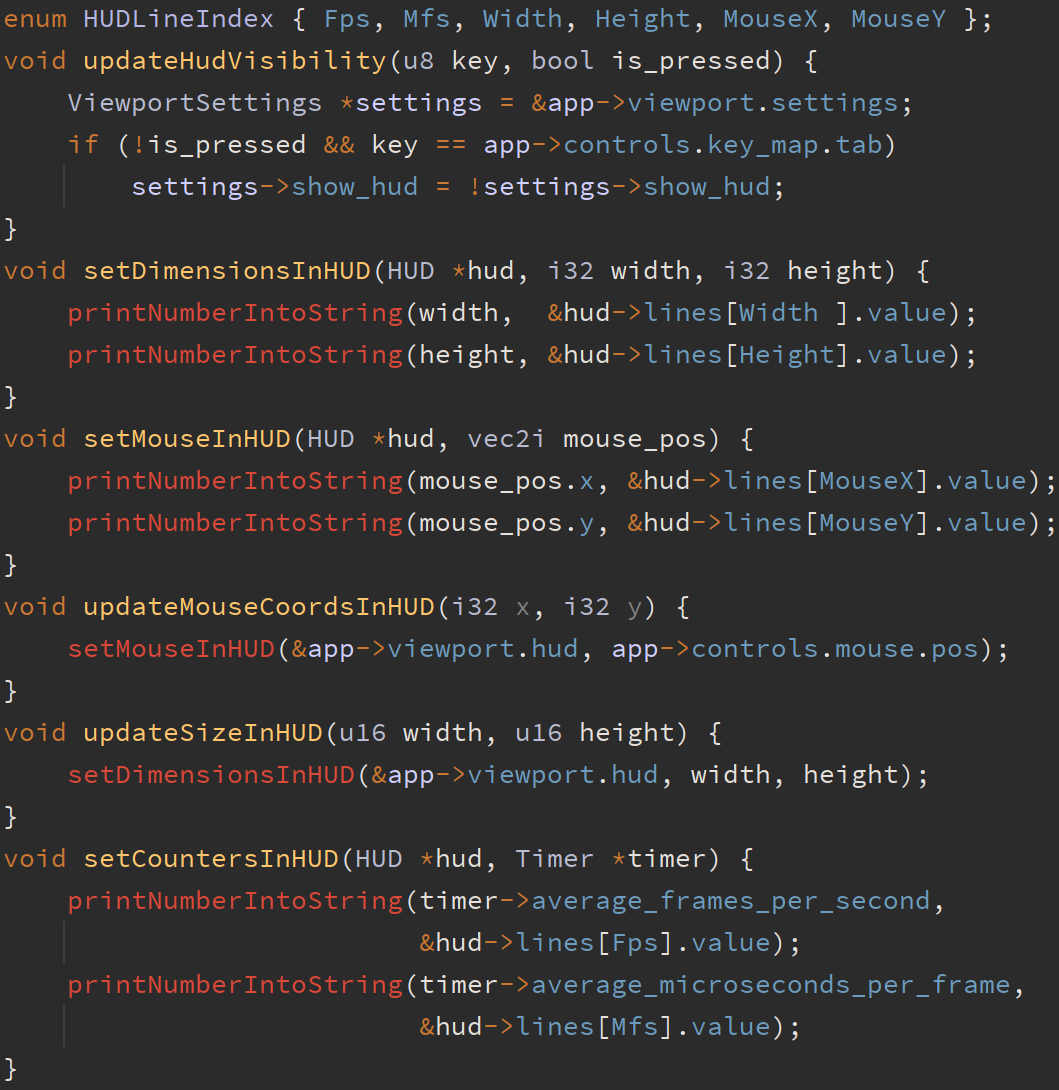 enum HUDLineIndex { Fps, Mfs, Width, Height, MouseX, MouseY };
void updateHudVisibility(u8 key, bool is_pressed) {
    ViewportSettings *settings = &app->viewport.settings;
    if (!is_pressed && key == app->controls.key_map.tab)
        settings->show_hud = !settings->show_hud;
}
void setDimensionsInHUD(HUD *hud, i32 width, i32 height) {
    printNumberIntoString(width,  &hud->lines[Width ].value);
    printNumberIntoString(height, &hud->lines[Height].value);
}
void setMouseInHUD(HUD *hud, vec2i mouse_pos) {
    printNumberIntoString(mouse_pos.x, &hud->lines[MouseX].value);
    printNumberIntoString(mouse_pos.y, &hud->lines[MouseY].value);
}
void updateMouseCoordsInHUD(i32 x, i32 y) {
    setMouseInHUD(&app->viewport.hud, app->controls.mouse.pos);
}
void updateSizeInHUD(u16 width, u16 height) {
    setDimensionsInHUD(&app->viewport.hud, width, height);
}
void setCountersInHUD(HUD *hud, Timer *timer) {
    printNumberIntoString(timer->average_frames_per_second,
                          &hud->lines[Fps].value);
    printNumberIntoString(timer->average_microseconds_per_frame,
                          &hud->lines[Mfs].value);
}